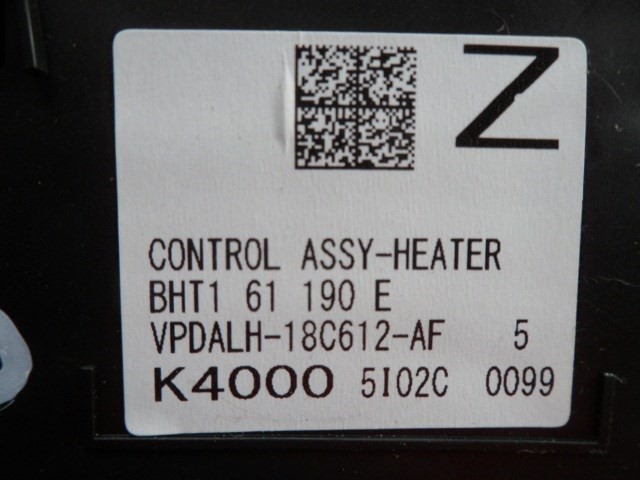 Z
CONTROL ASSY-HEATER
BHT1 61 190 E
VPDALH-18C612-AF 5
K4000 5I02C 0099